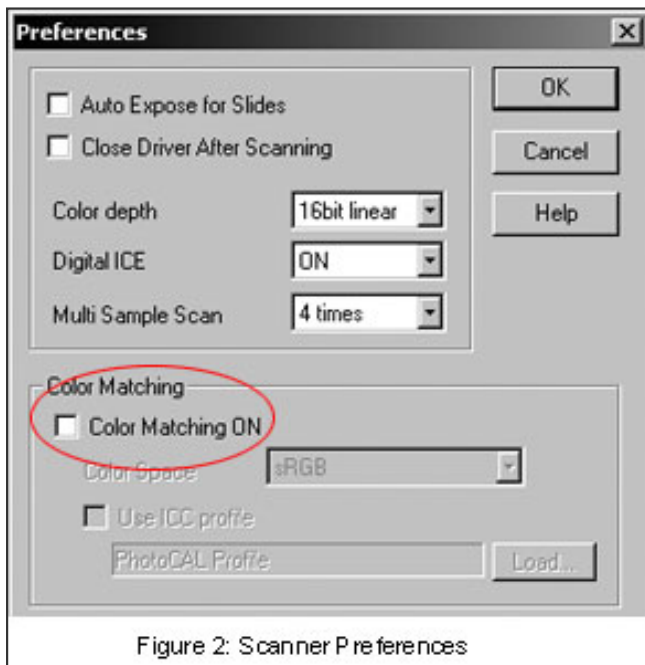 Preferences
Auto Expose for Slides
OK
Close Driver After Scanning
Cancel
Color depth
16bit linear
Help
Digital ICE
ON
Multi Sample Scan
4 times
Color Matching
Color Matching ON
Color Space
sRGB
Use ICC profile
PhotoCAL Profile
Load...
Figure 2: Scanner Preferences